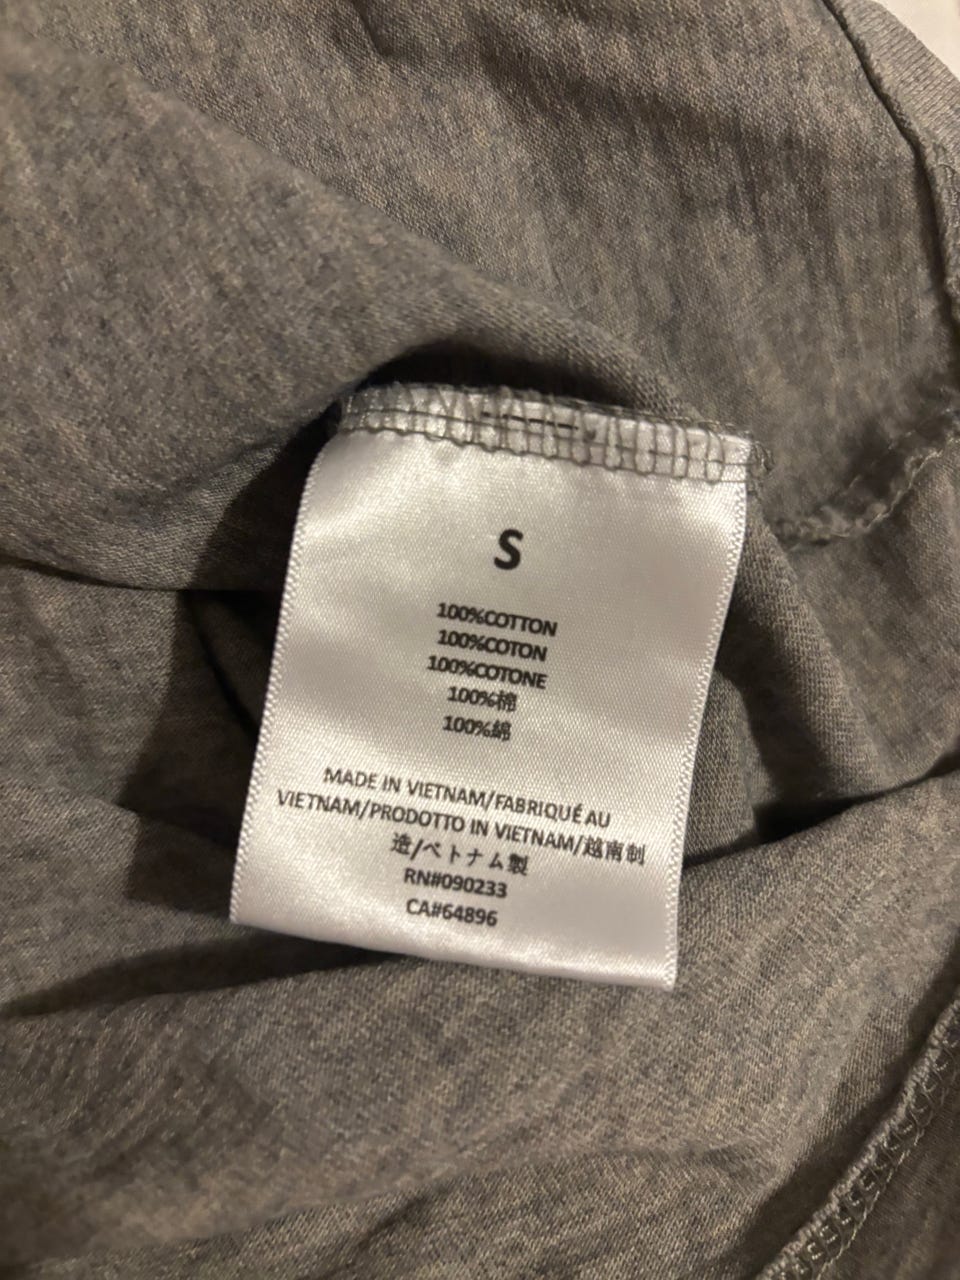 S
100%COTTON
100%COTON
100%COTONE
100%棉
100%綿
MADE IN VIETNAM/FABRIQUÉ AU
VIETNAM/PRODOTTO IN VIETNAM/越南制
造/ベトナム製
RN#090233
CA#64896